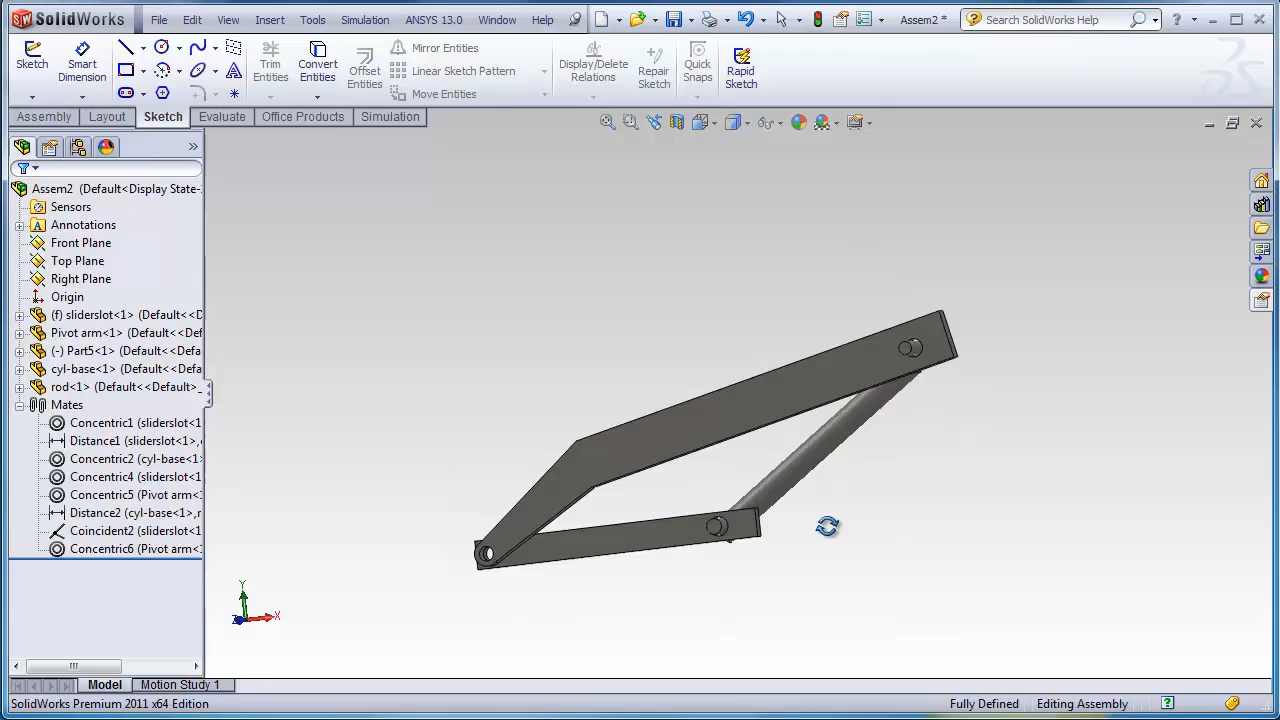 SolidWorks File Edit View Insert Tools Simulation ANSYS 13.0 Window Help Assem2 * Search SolidWorks Help ?
Sketch
Smart Dimension
Trim Entities
Convert Entities
Offset Entities
Mirror Entities
Linear Sketch Pattern
Move Entities
Display/Delete Relations
Repair Sketch
Quick Snaps
Rapid Sketch
Assembly Layout Sketch Evaluate Office Products Simulation
Assem2 (Default<Display State-
Sensors
A Annotations
Front Plane
Top Plane
Right Plane
Origin
(f) sliderslot<1> (Default<<D
Pivot arm<1> (Default<<Def
(-) Part5<1> (Default<<Defa
cyl-base<1> (Default<<Defa
rod<1> (Default<<Default>_
Mates
Concentric1 (sliderslot<1
Distance1 (sliderslot<1>,
Concentric2 (cyl-base<1>
Concentric4 (sliderslot<1
Concentric5 (Pivot arm<1
Distance2 (cyl-base<1>,r
Coincident2 (sliderslot<1
Concentric6 (Pivot arm<1
Y
X
Z
Model Motion Study 1
SolidWorks Premium 2011 x64 Edition Fully Defined Editing Assembly ?